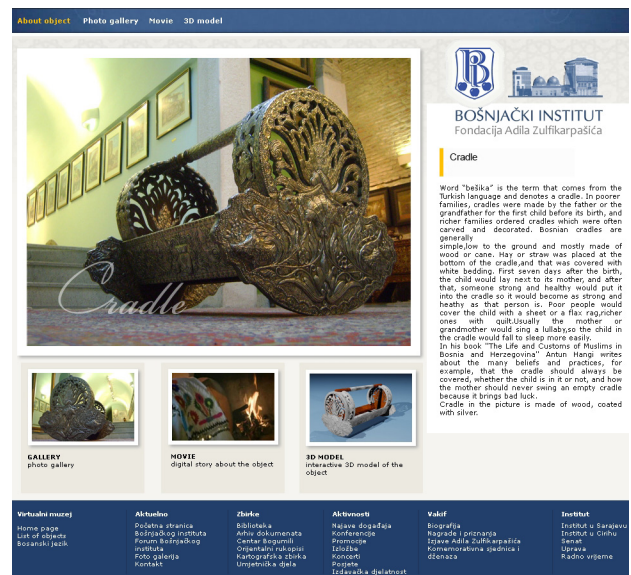 About object Photo gallery Movie 3D model
Cradle
BOŠNJAČKI INSTITUT
Fondacija Adila Zulfikarpašića
Cradle
Word "bešika" is the term that comes from the
Turkish language and denotes a cradle. In poorer
families, cradles were made by the father or the
grandfather for the first child before its birth, and
richer families ordered cradles which were often
carved and decorated. Bosnian cradles are
generally
simple,low to the ground and mostly made of
wood or cane. Hay or straw was placed at the
bottom of the cradle,and that was covered with
white bedding. First seven days after the birth,
the child would lay next to its mother, and after
that, someone strong and healthy would put it
into the cradle so it would become as strong and
heathy as that person is. Poor people would
cover the child with a sheet or a flax rag,richer
ones with quilt.Usually the mother or
grandmother would sing a lullaby,so the child in
the cradle would fall to sleep more easily.
In his book "The Life and Customs of Muslims in
Bosnia and Herzegovina" Antun Hangi writes
about the many beliefs and practices, for
example, that the cradle should always be
covered, whether the child is in it or not, and how
the mother should never swing an empty cradle
because it brings bad luck.
Cradle in the picture is made of wood, coated
with silver.
GALLERY
photo gallery
MOVIE
digital story about the object
3D MODEL
interactive 3D model of the
object
Virtualni muzej
Home page
List of objects
Bosanski jezik
Aktuelno
Početna stranica
Bošnjačkog instituta
Forum Bošnjačkog
instituta
Foto galerija
Kontakt
Zbirke
Biblioteka
Arhiv dokumenata
Centar Bogumili
Orijentalni rukopisi
Kartografska zbirka
Umjetnička djela
Aktivnosti
Najave događaja
Konferencije
Promocije
Izložbe
Koncerti
Posjete
Izdavačka djelatnost
Vakif
Biografija
Nagrade i priznanja
Izjave Adila Zulfikarpašića
Komemorativna sjednica i
dženaza
Institut
Institut u Sarajevu
Institut u Cirihu
Senat
Uprava
Radno vrijeme